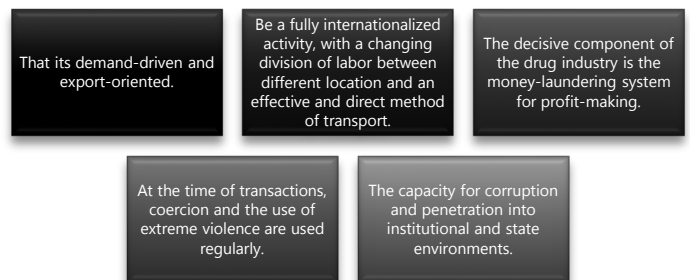 That its demand-driven and
export-oriented.
Be a fully internationalized
activity, with a changing
division of labor between
different location and an
effective and direct method
of transport.
The decisive component of
the drug industry is the
money-laundering system
for profit-making.
At the time of transactions,
coercion and the use of
extreme violence are used
regularly.
The capacity for corruption
and penetration into
institutional and state
environments.